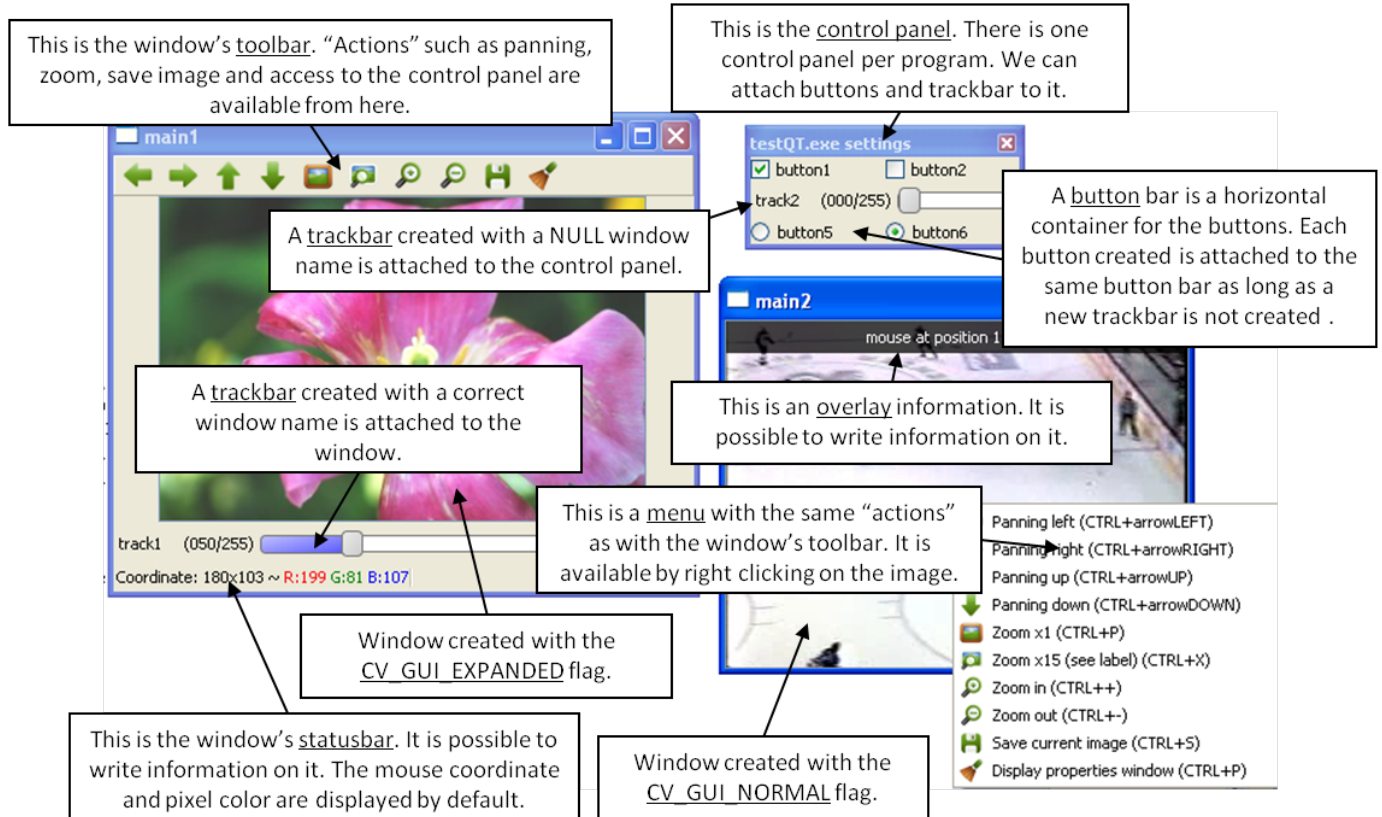 This is the window's toolbar. “Actions” such as panning,
zoom, save image and access to the control panel are
available from here.
This is the control panel. There is one
control panel per program. We can
attach buttons and trackbar to it.
main1
testQT.exe settings
button1
button2
track2 (000/255)
button5
button6
A button bar is a horizontal
container for the buttons. Each
button created is attached to the
same button bar as long as a
new trackbar is not created .
A trackbar created with a NULL window
name is attached to the control panel.
main2
mouse at position 1
A trackbar created with a correct
window name is attached to the
window.
This is an overlay information. It is
possible to write information on it.
This is a menu with the same “actions”
as with the window's toolbar. It is
available by right clicking on the image.
track1 (050/255)
Coordinate: 180x103 ~ R:199 G:81 B:107
Panning left (CTRL+arrowLEFT)
Panning right (CTRL+arrowRIGHT)
Panning up (CTRL+arrowUP)
Panning down (CTRL+arrowDOWN)
Zoom x1 (CTRL+P)
Zoom x15 (see label) (CTRL+X)
Zoom in (CTRL++)
Zoom out (CTRL+-)
Save current image (CTRL+S)
Display properties window (CTRL+P)
Window created with the
CV_GUI_EXPANDED flag.
This is the window's statusbar. It is possible to
write information on it. The mouse coordinate
and pixel color are displayed by default.
Window created with the
CV_GUI_NORMAL flag.